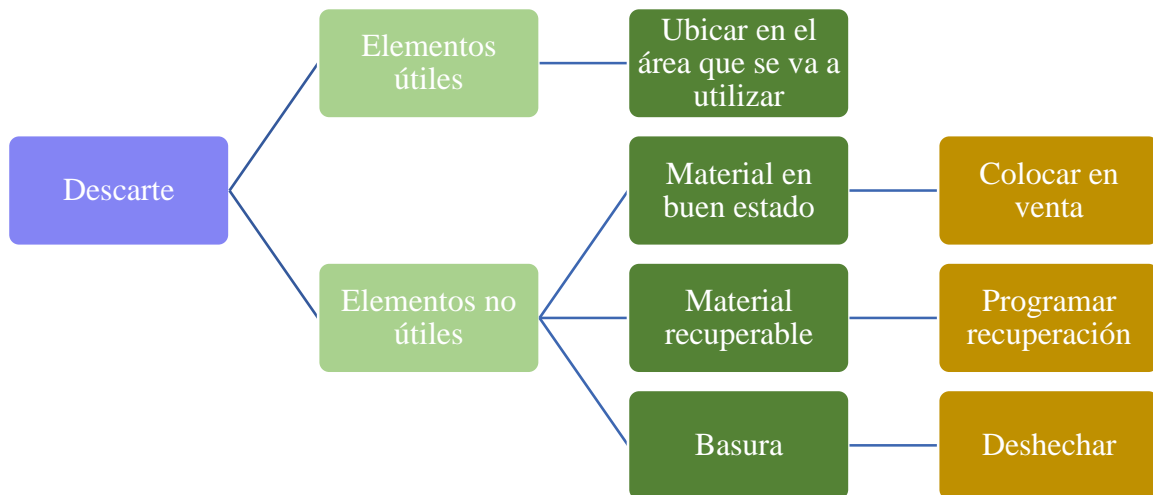 Descarte
Elementos
útiles
Ubicar en el
área que se va a
utilizar
Elementos no
útiles
Material en
buen estado
Colocar en
venta
Material
recuperable
Programar
recuperación
Basura
Deshechar